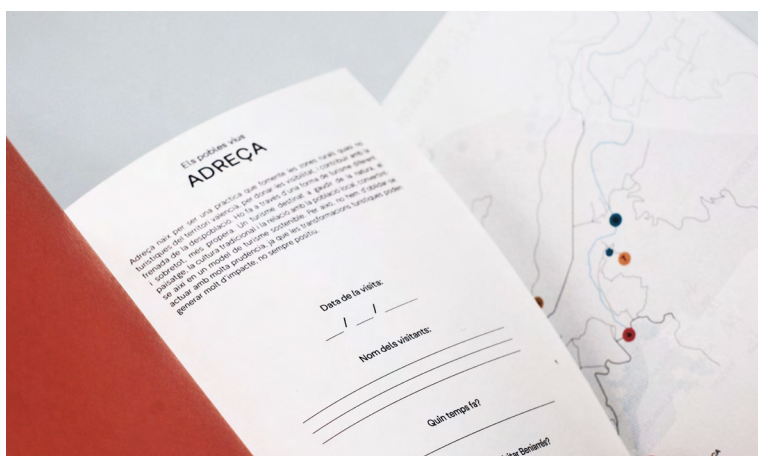 Els pobles vius
ADREÇA
Adreça naix per ser una pràctica que fomente les zones rurals quasi no
turístiques del territori valencià, per donar-les visibilitat, i contribuir amb la
frenada de la despoblació. Ho fa a través d'una forma de turisme diferent
i sobretot, més propera. Un turisme destinat a gaudir de la natura, el
paisatge, la cultura tradicional i la relació amb la població local, convertint-
se així en un model de turisme sostenible. Per això, no hem d'oblidar-se
actuar amb molta prudència, ja que les transformacions turístiques poden
generar molt d'impacte, no sempre positiu.
Data de la visita:
/ /
Nom dels visitants:
Quin temps fa?
Beniarrés?